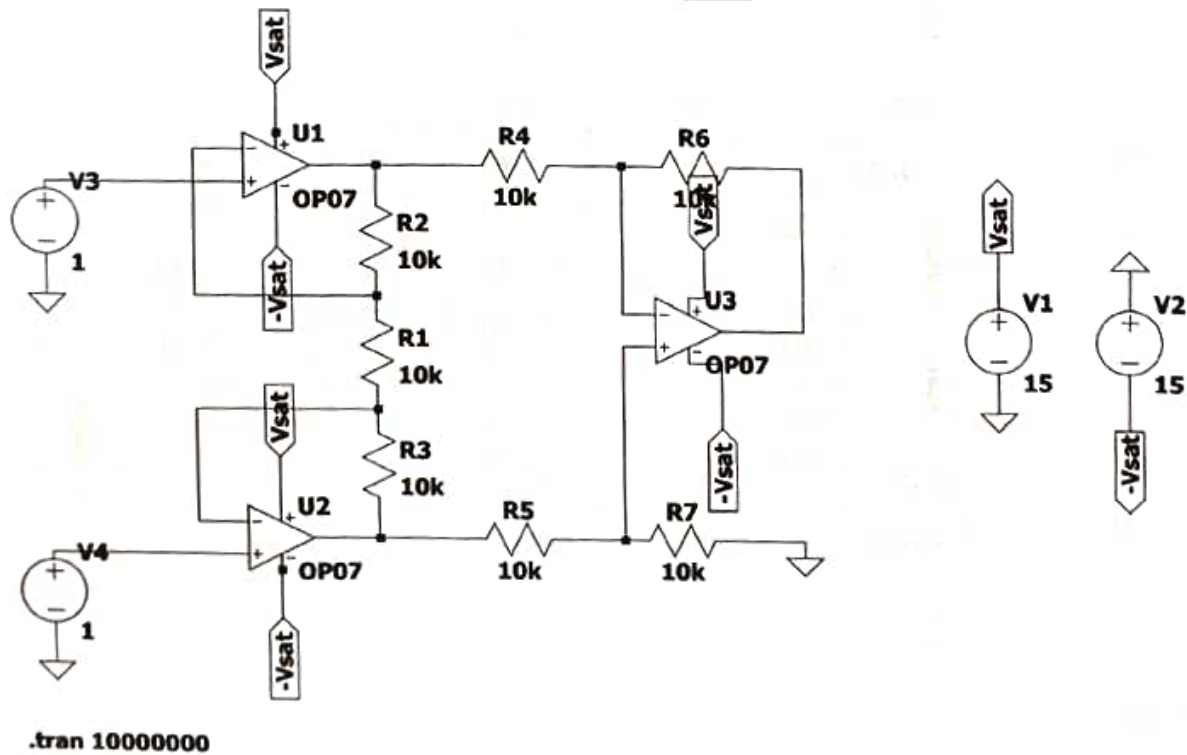 Vsat
U1
V3
OP07
1
-Vsat
R4
10k
R6
10k
Vsat
R2
10k
R1
10k
U3
OP07
-Vsat
Vsat
V1
15
V2
15
-Vsat
Vsat
R3
10k
U2
V4
OP07
1
-Vsat
R5
10k
R7
10k
.tran 10000000